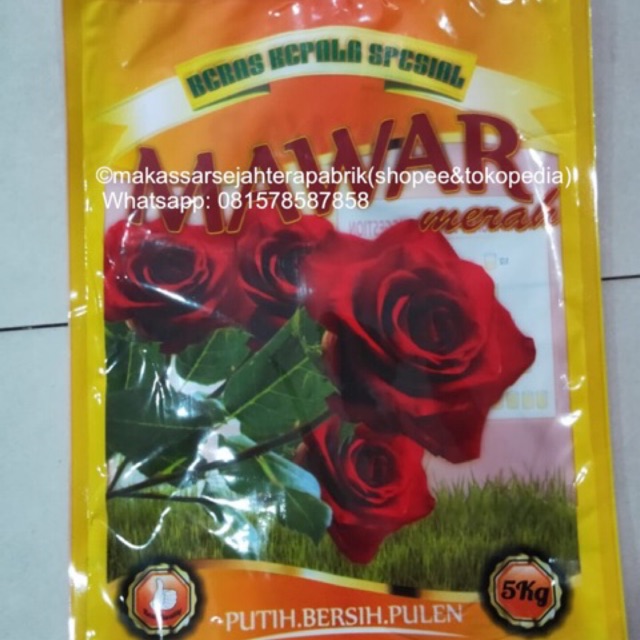 BERAS KEPALA SPESIAL
MAWAR
©makassarsejahterapabrik(shopee&tokopedia)
Whatsapp: 081578587858
merah
PUTIH.BERSIH.PULEN
5Kg